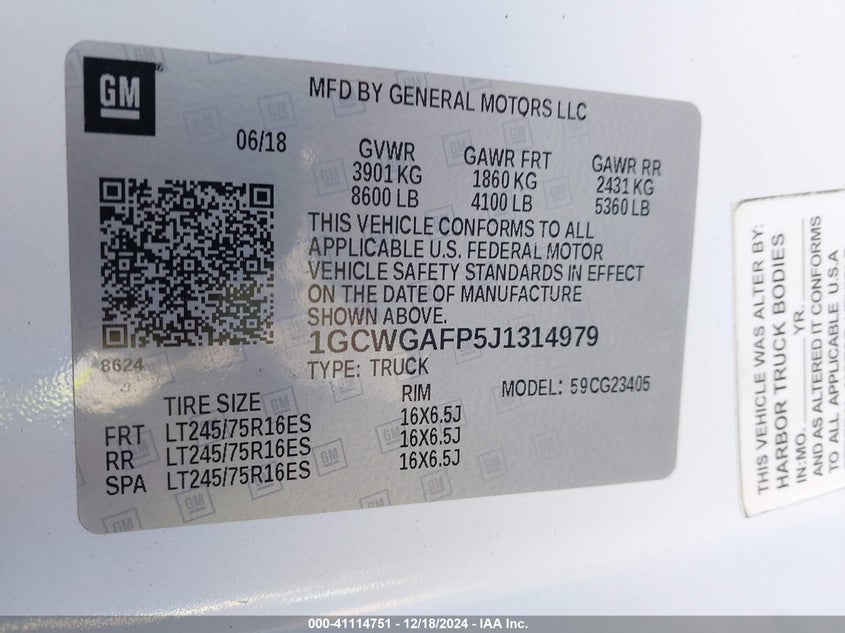 GM
MFD BY GENERAL MOTORS LLC
06/18
GVWR GAWR FRT GAWR RR
3901 KG 1860 KG 2431 KG
8600 LB 4100 LB 5360 LB
THIS VEHICLE CONFORMS TO ALL
APPLICABLE U.S. FEDERAL MOTOR
VEHICLE SAFETY STANDARDS IN EFFECT
ON THE DATE OF MANUFACTURE
SHOWN ABOVE.
1GCWGAFP5J1314979
8624
TYPE: TRUCK
MODEL: 59CG23405
TIRE SIZE RIM
FRT LT245/75R16ES 16X6.5J
RR LT245/75R16ES 16X6.5J
SPA LT245/75R16ES 16X6.5J
THIS VEHICLE WAS ALTER BY:
HARBOR TRUCK BODIES
IN:MO. YR.
AND AS ALTERED IT CONFORMS
TO ALL APPLICABLE U.S.A
000-41114751 - 12/18/2024 - IAA Inc.